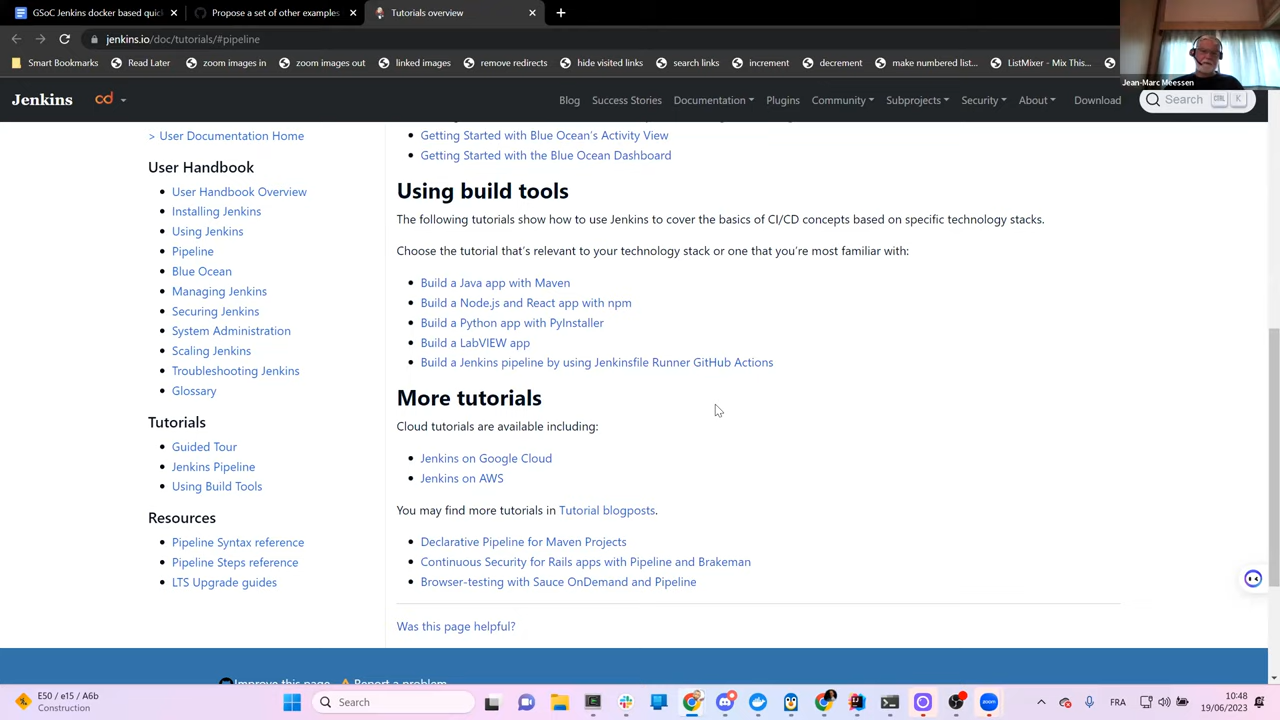 GSoC Jenkins docker based quic
Propose a set of other examples
Tutorials overview
jenkins.io/doc/tutorials/#pipeline
Smart Bookmarks
Read Later
zoom images in
zoom images out
linked images
remove redirects
hide visited links
search links
increment
decrement
make numbered list...
ListMixer - Mix This...
Jean-Marc Meessen
Jenkins
cd
Blog
Success Stories
Documentation
Plugins
Community
Subprojects
Security
About
Download
Search
CTRL
K
> User Documentation Home
User Handbook
User Handbook Overview
Installing Jenkins
Using Jenkins
Pipeline
Blue Ocean
Managing Jenkins
Securing Jenkins
System Administration
Scaling Jenkins
Troubleshooting Jenkins
Glossary
Tutorials
Guided Tour
Jenkins Pipeline
Using Build Tools
Resources
Pipeline Syntax reference
Pipeline Steps reference
LTS Upgrade guides
Getting Started with Blue Ocean's Activity View
Getting Started with the Blue Ocean Dashboard
Using build tools
The following tutorials show how to use Jenkins to cover the basics of CI/CD concepts based on specific technology stacks.
Choose the tutorial that's relevant to your technology stack or one that you're most familiar with:
Build a Java app with Maven
Build a Node.js and React app with npm
Build a Python app with PyInstaller
Build a LabVIEW app
Build a Jenkins pipeline by using Jenkinsfile Runner GitHub Actions
More tutorials
Cloud tutorials are available including:
Jenkins on Google Cloud
Jenkins on AWS
You may find more tutorials in Tutorial blogposts.
Declarative Pipeline for Maven Projects
Continuous Security for Rails apps with Pipeline and Brakeman
Browser-testing with Sauce OnDemand and Pipeline
Was this page helpful?
Improve this page
Report a problem
E50 / e15 / A6b
Construction
Search
zoom
FRA
10:48
19/06/2023